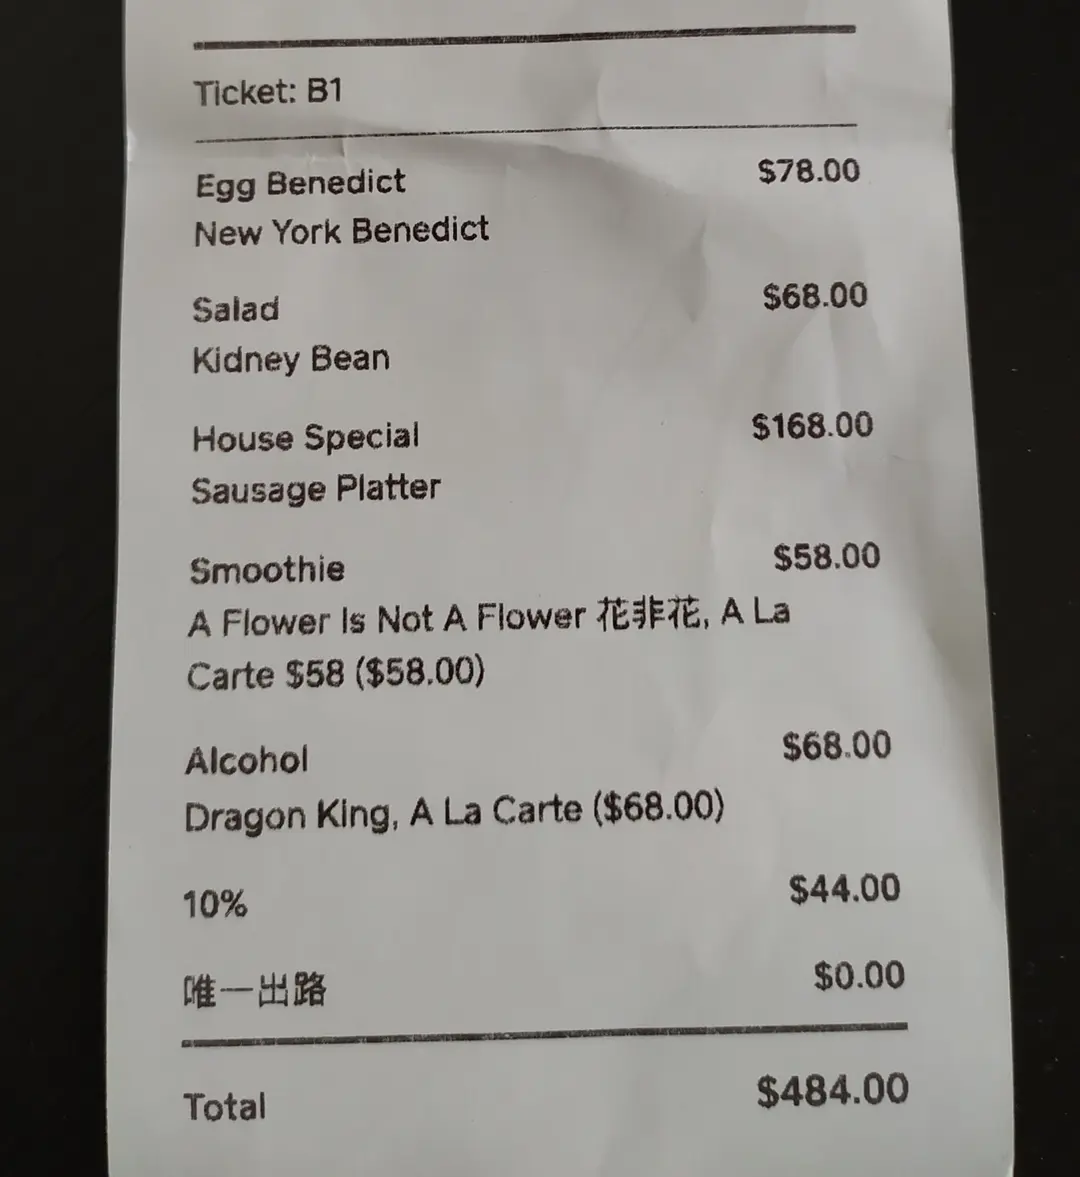 Ticket: B1
Egg Benedict $78.00
New York Benedict
Salad $68.00
Kidney Bean
House Special $168.00
Sausage Platter
Smoothie $58.00
A Flower Is Not A Flower 花非花, A La
Carte $58 ($58.00)
Alcohol $68.00
Dragon King, A La Carte ($68.00)
10% $44.00
唯一出路 $0.00
Total $484.00